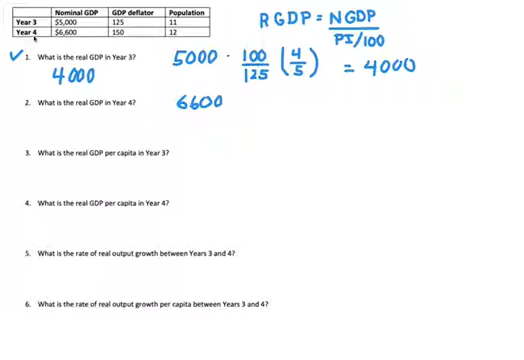 Nominal GDP GDP deflator Population
Year 3 $5,000 125 11
Year 4 $6,600 150 12
RGDP = NGDP
PI/100
1. What is the real GDP in Year 3?
4000
5000 · 100/125 (4/5) = 4000
2. What is the real GDP in Year 4?
6600
3. What is the real GDP per capita in Year 3?
4. What is the real GDP per capita in Year 4?
5. What is the rate of real output growth between Years 3 and 4?
6. What is the rate of real output growth per capita between Years 3 and 4?